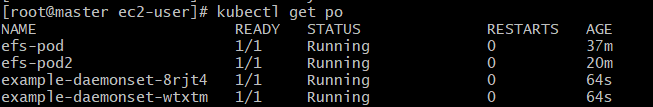 [root@master ec2-user]# kubectl get po
NAME READY STATUS RESTARTS AGE
efs-pod 1/1 Running 0 37m
efs-pod2 1/1 Running 0 20m
example-daemonset-8rjt4 1/1 Running 0 64s
example-daemonset-wtxtm 1/1 Running 0 64s